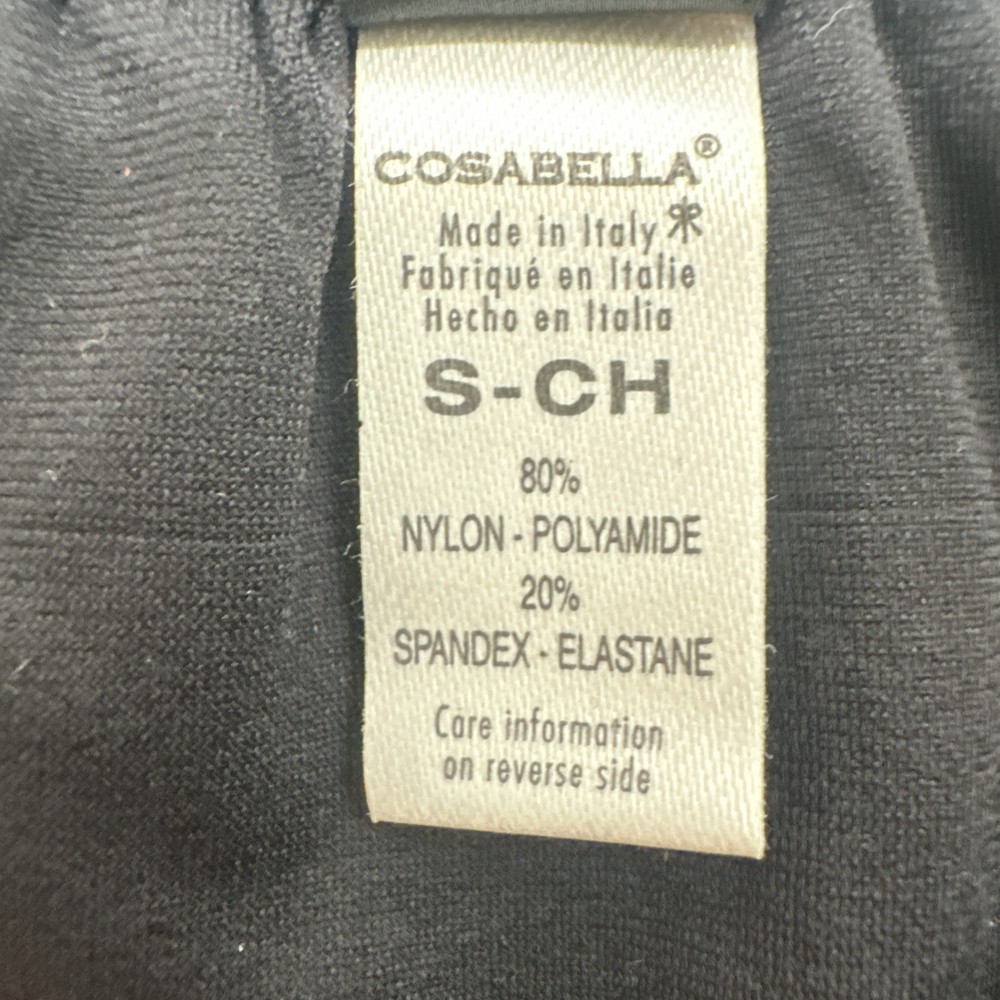 COSABELLA®
Made in Italy
Fabriqué en Italie
Hecho en Italia
S-CH
80%
NYLON - POLYAMIDE
20%
SPANDEX - ELASTANE
Care information
on reverse side